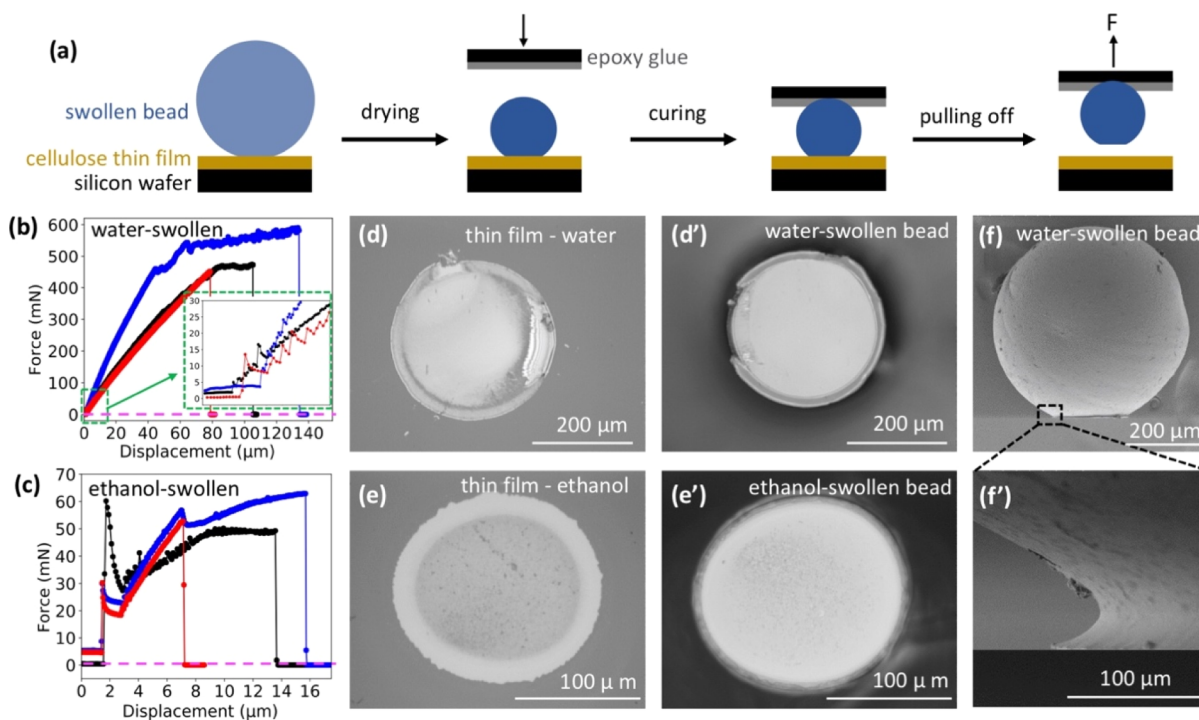 (a)
swollen bead
cellulose thin film
silicon wafer
drying
epoxy glue
curing
pulling off
F
(b)
water-swollen
Force (mN)
600
500
400
300
200
100
0
30
25
20
15
10
5
0
0 20 40 60 80 100 120 140
Displacement (μm)
(c)
ethanol-swollen
Force (mN)
70
60
50
40
30
20
10
0
0 2 4 6 8 10 12 14 16
Displacement (μm)
(d)
thin film - water
200 μm
(d')
water-swollen bead
200 μm
(e)
thin film - ethanol
100 μ m
(e')
ethanol-swollen bead
100 μm
(f)
water-swollen bead
200 μm
(f')
100 μm